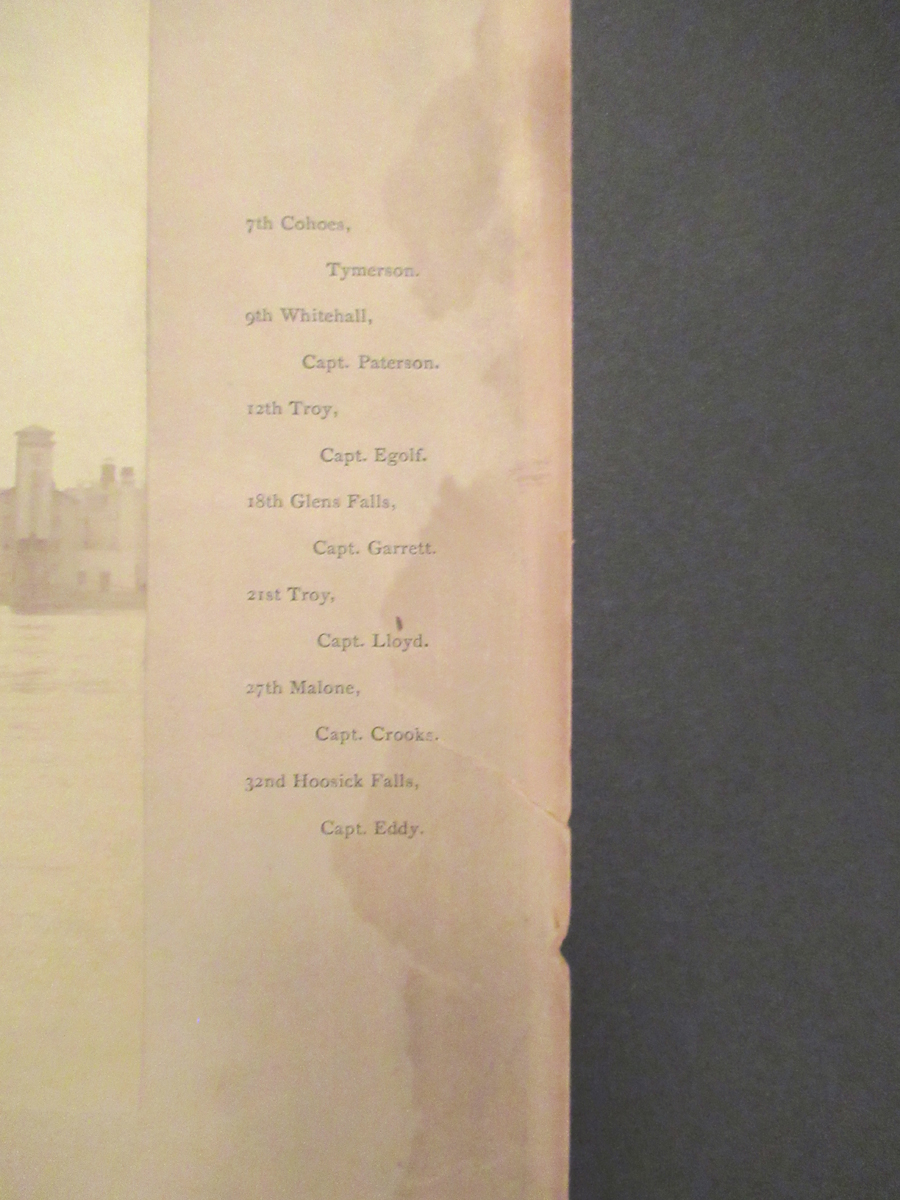 7th Cohoes,
Tymerson.
9th Whitehall,
Capt. Paterson.
12th Troy,
Capt. Egolf.
18th Glens Falls,
Capt. Garrett.
21st Troy,
Capt. Lloyd.
27th Malone,
Capt. Crooks.
32nd Hoosick Falls,
Capt. Eddy.